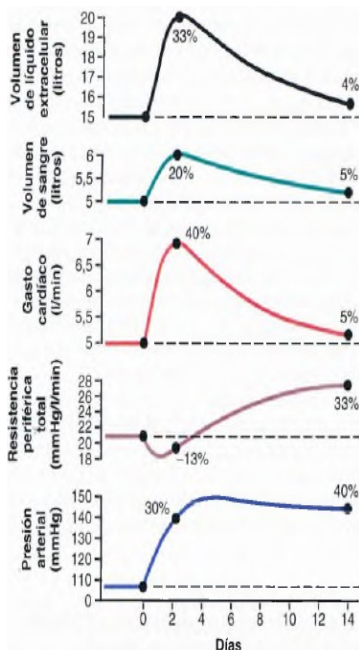 Volumen
de líquido
extracelular
(litros)
20
19
18
17
16
15
33%
4%
Volumen
de sangre
(litros)
6
5,5
5
20%
5%
Gasto
cardíaco
(l/min)
7
6,5
6
5,5
5
40%
5%
Resistencia
periférica
total
(mmHg/l/min)
28
26
23
21
20
18
–13%
33%
Presión
arterial
(mmHg)
150
140
130
120
110
0
30%
40%
0
2
4
6
8
10
12
14
Días